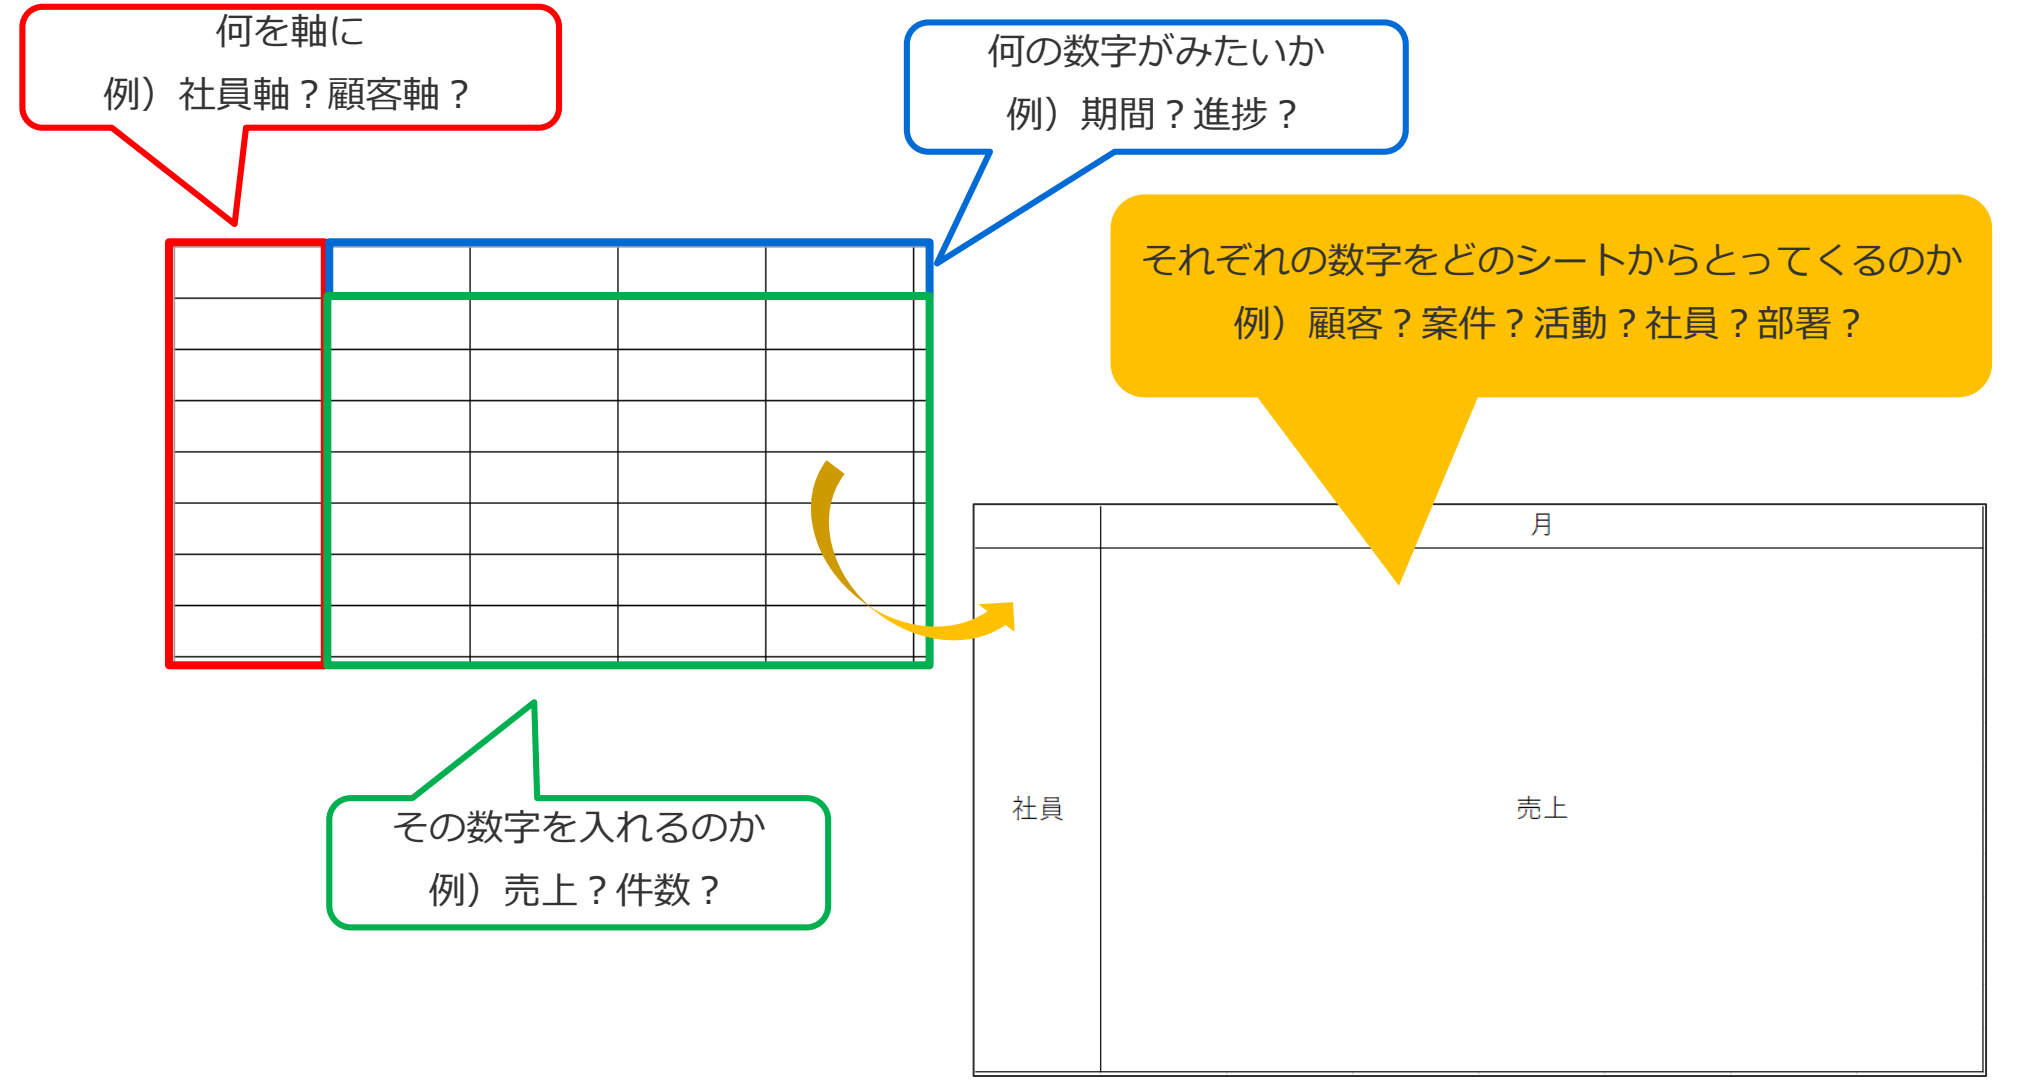 何を軸に
例）社員軸？顧客軸？
何の数字がみたいか
例）期間？進捗？
それぞれの数字をどのシートからとってくるのか
例）顧客？案件？活動？社員？部署？
月
社員
売上
その数字を入れるのか
例）売上？件数？